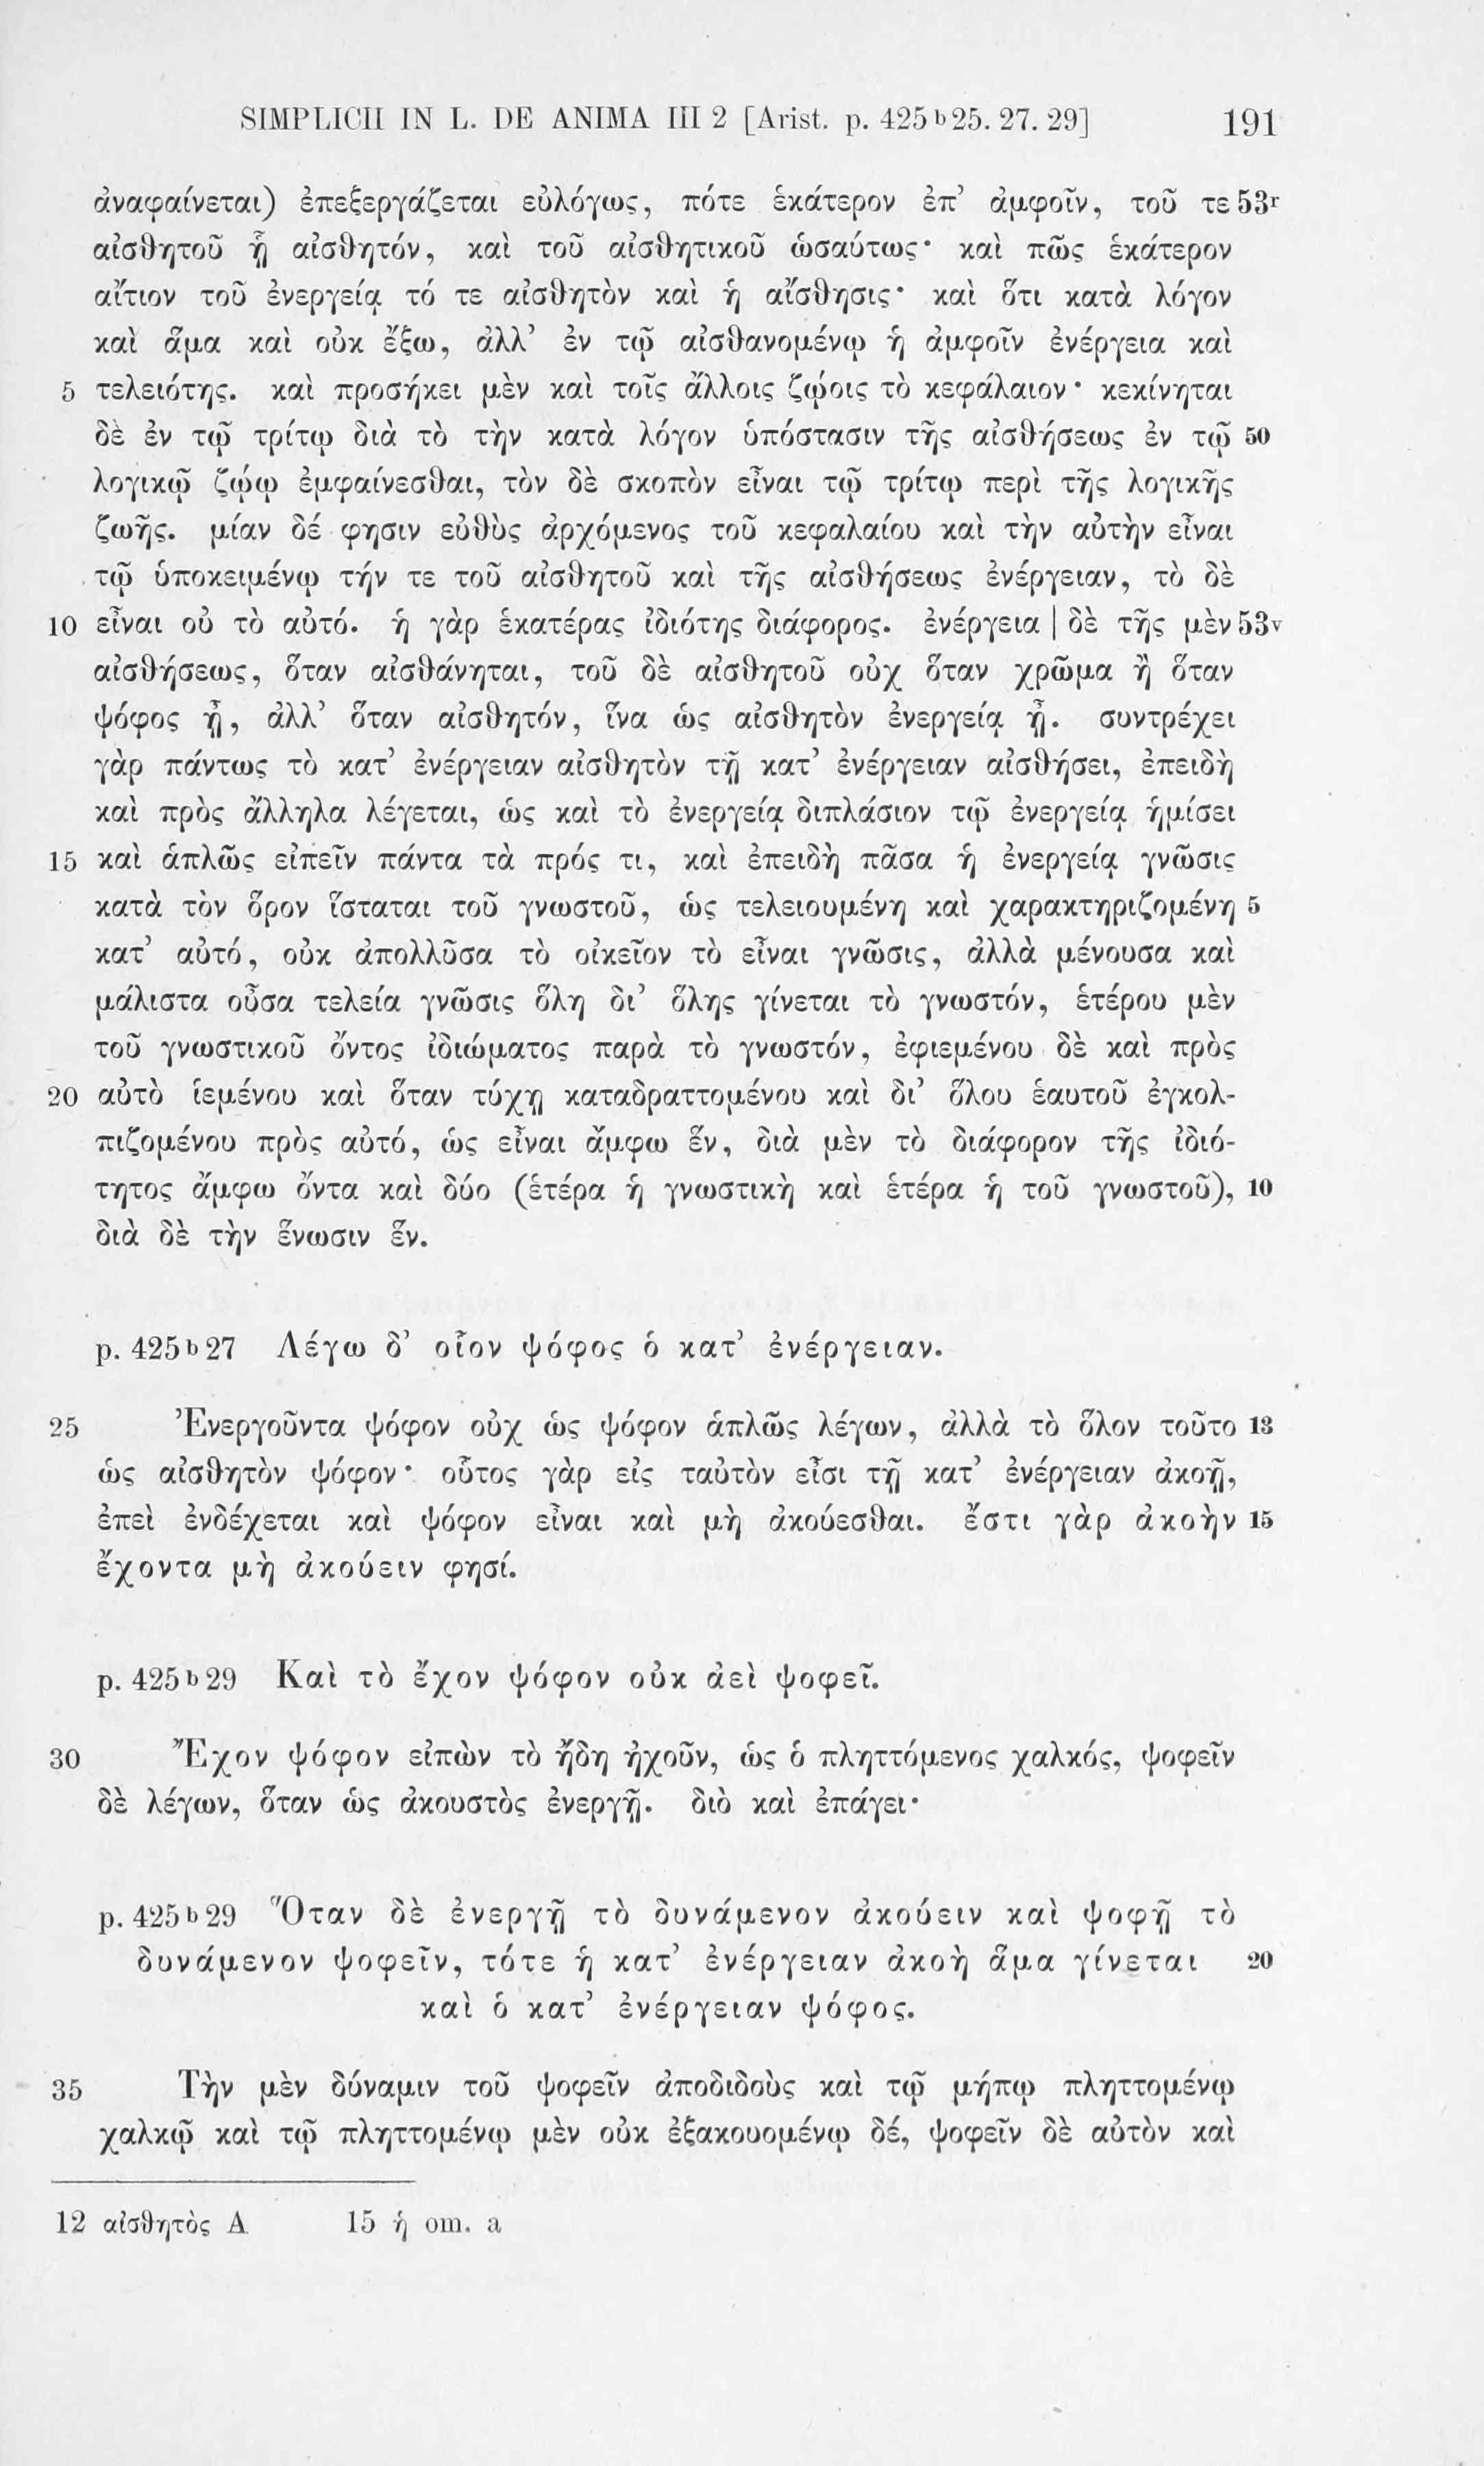 SIMPLICII IN L. DE ANIMA III 2 [Arist. p. 425 b 25. 27. 29] 191
ἀναφαίνεται) ἐπεξεργάζεται εὐλόγως, πότε ἑκάτερον ἐπ’ ἀμφοῖν, τοῦ τε 53r
αἰσθητοῦ ᾗ αἰσθητόν, καὶ τοῦ αἰσθητικοῦ ὡσαύτως· καὶ πῶς ἑκάτερον
αἴτιον τοῦ ἐνεργείᾳ τό τε αἰσθητὸν καὶ ἡ αἴσθησις· καὶ ὅτι κατὰ λόγον
καὶ ἅμα καὶ οὐκ ἔξω, ἀλλ’ ἐν τῷ αἰσθανομένῳ ἡ ἀμφοῖν ἐνέργεια καὶ
5 τελειότης. καὶ προσήκει μὲν καὶ τοῖς ἄλλοις ζῴοις τὸ κεφάλαιον· κεκίνηται
δὲ ἐν τῷ τρίτῳ διὰ τὸ τὴν κατὰ λόγον ὑπόστασιν τῆς αἰσθήσεως ἐν τῷ 50
λογικῷ ζῴῳ ἐμφαίνεσθαι, τὸν δὲ σκοπὸν εἶναι τῷ τρίτῳ περὶ τῆς λογικῆς
ζωῆς. μίαν δέ φησιν εὐθὺς ἀρχόμενος τοῦ κεφαλαίου καὶ τὴν αὐτὴν εἶναι
τῷ ὑποκειμένῳ τήν τε τοῦ αἰσθητοῦ καὶ τῆς αἰσθήσεως ἐνέργειαν, τὸ δὲ
10 εἶναι οὐ τὸ αὐτό. ἡ γὰρ ἑκατέρας ἰδιότης διάφορος. ἐνέργεια | δὲ τῆς μὲν 53v
αἰσθήσεως, ὅταν αἰσθάνηται, τοῦ δὲ αἰσθητοῦ οὐχ ὅταν χρῶμα ἢ ὅταν
ψόφος ᾖ, ἀλλ’ ὅταν αἰσθητόν, ἵνα ὡς αἰσθητὸν ἐνεργείᾳ ᾖ. συντρέχει
γὰρ πάντως τὸ κατ’ ἐνέργειαν αἰσθητὸν τῇ κατ’ ἐνέργειαν αἰσθήσει, ἐπειδὴ
καὶ πρὸς ἄλληλα λέγεται, ὡς καὶ τὸ ἐνεργείᾳ διπλάσιον τῷ ἐνεργείᾳ ἡμίσει
15 καὶ ἁπλῶς εἰπεῖν πάντα τὰ πρός τι, καὶ ἐπειδὴ πᾶσα ἡ ἐνεργείᾳ γνῶσις
κατὰ τὸν ὅρον ἵσταται τοῦ γνωστοῦ, ὡς τελειουμένη καὶ χαρακτηριζομένη 5
κατ’ αὐτό, οὐκ ἀπολλῦσα τὸ οἰκεῖον τὸ εἶναι γνῶσις, ἀλλὰ μένουσα καὶ
μάλιστα οὖσα τελεία γνῶσις ὅλη δι’ ὅλης γίνεται τὸ γνωστόν, ἑτέρου μὲν
τοῦ γνωστικοῦ ὄντος ἰδιώματος παρὰ τὸ γνωστόν, ἐφιεμένου δὲ καὶ πρὸς
20 αὐτὸ ἱεμένου καὶ ὅταν τύχῃ καταδραττομένου καὶ δι’ ὅλου ἑαυτοῦ ἐγκολ-
πιζομένου πρὸς αὐτό, ὡς εἶναι ἄμφω ἕν, διὰ μὲν τὸ διάφορον τῆς ἰδιό-
τητος ἄμφω ὄντα καὶ δύο (ἑτέρα ἡ γνωστικὴ καὶ ἑτέρα ἡ τοῦ γνωστοῦ), 10
διὰ δὲ τὴν ἕνωσιν ἕν.
p. 425 b 27 Λέγω δ’ οἷον ψόφος ὁ κατ’ ἐνέργειαν.
25 Ἐνεργοῦντα ψόφον οὐχ ὡς ψόφον ἁπλῶς λέγων, ἀλλὰ τὸ ὅλον τοῦτο 13
ὡς αἰσθητὸν ψόφον· οὗτος γὰρ εἰς ταὐτὸν εἶσι τῇ κατ’ ἐνέργειαν ἀκοῇ,
ἐπεὶ ἐνδέχεται καὶ ψόφον εἶναι καὶ μὴ ἀκούεσθαι. ἔστι γὰρ ἀκοὴν 15
ἔχοντα μὴ ἀκούειν φησί.
p. 425 b 29 Καὶ τὸ ἔχον ψόφον οὐκ ἀεὶ ψοφεῖ.
30 Ἔχον ψόφον εἰπὼν τὸ ἤδη ἠχοῦν, ὡς ὁ πληττόμενος χαλκός, ψοφεῖν
δὲ λέγων, ὅταν ὡς ἀκουστὸς ἐνεργῇ. διὸ καὶ ἐπάγει·
p. 425 b 29 Ὅταν δὲ ἐνεργῇ τὸ δυνάμενον ἀκούειν καὶ ψοφῇ τὸ
δυνάμενον ψοφεῖν, τότε ἡ κατ’ ἐνέργειαν ἀκοὴ ἅμα γίνεται 20
καὶ ὁ κατ’ ἐνέργειαν ψόφος.
35 Τὴν μὲν δύναμιν τοῦ ψοφεῖν ἀποδιδοὺς καὶ τῷ μήπω πληττομένῳ
χαλκῷ καὶ τῷ πληττομένῳ μὲν οὐκ ἐξακουομένῳ δέ, ψοφεῖν δὲ αὐτὸν καὶ
12 αἰσθητὸς A 15 ἡ om. a